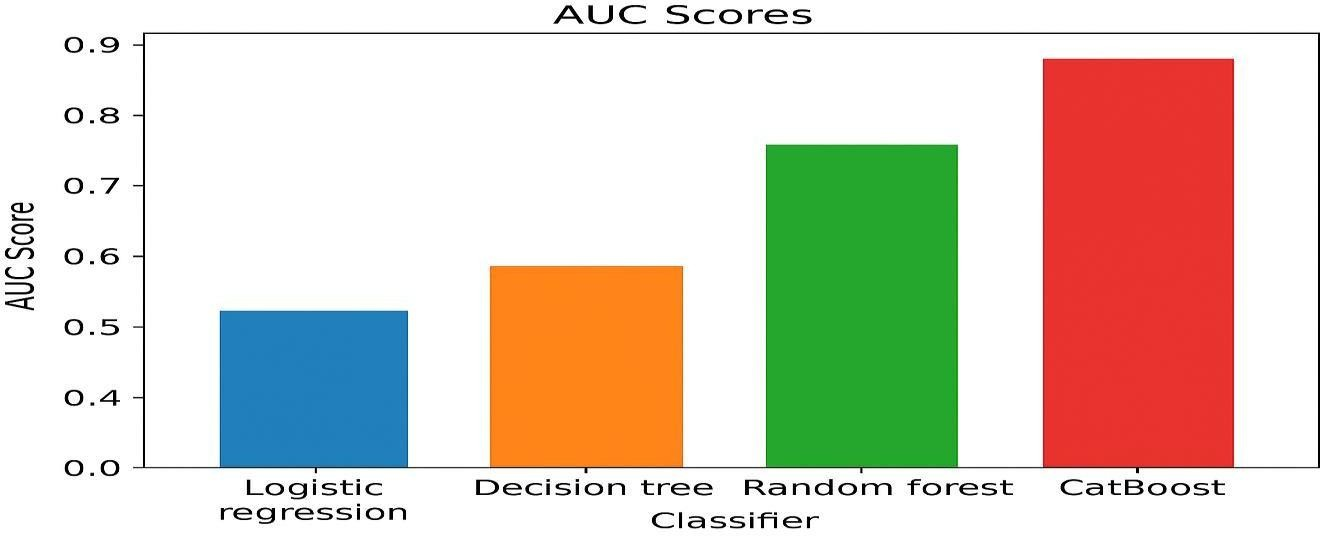 AUC Scores
AUC Score
0.9
0.8
0.7
0.6
0.5
0.4
0.0
Logistic
regression
Decision tree
Random forest
CatBoost
Classifier